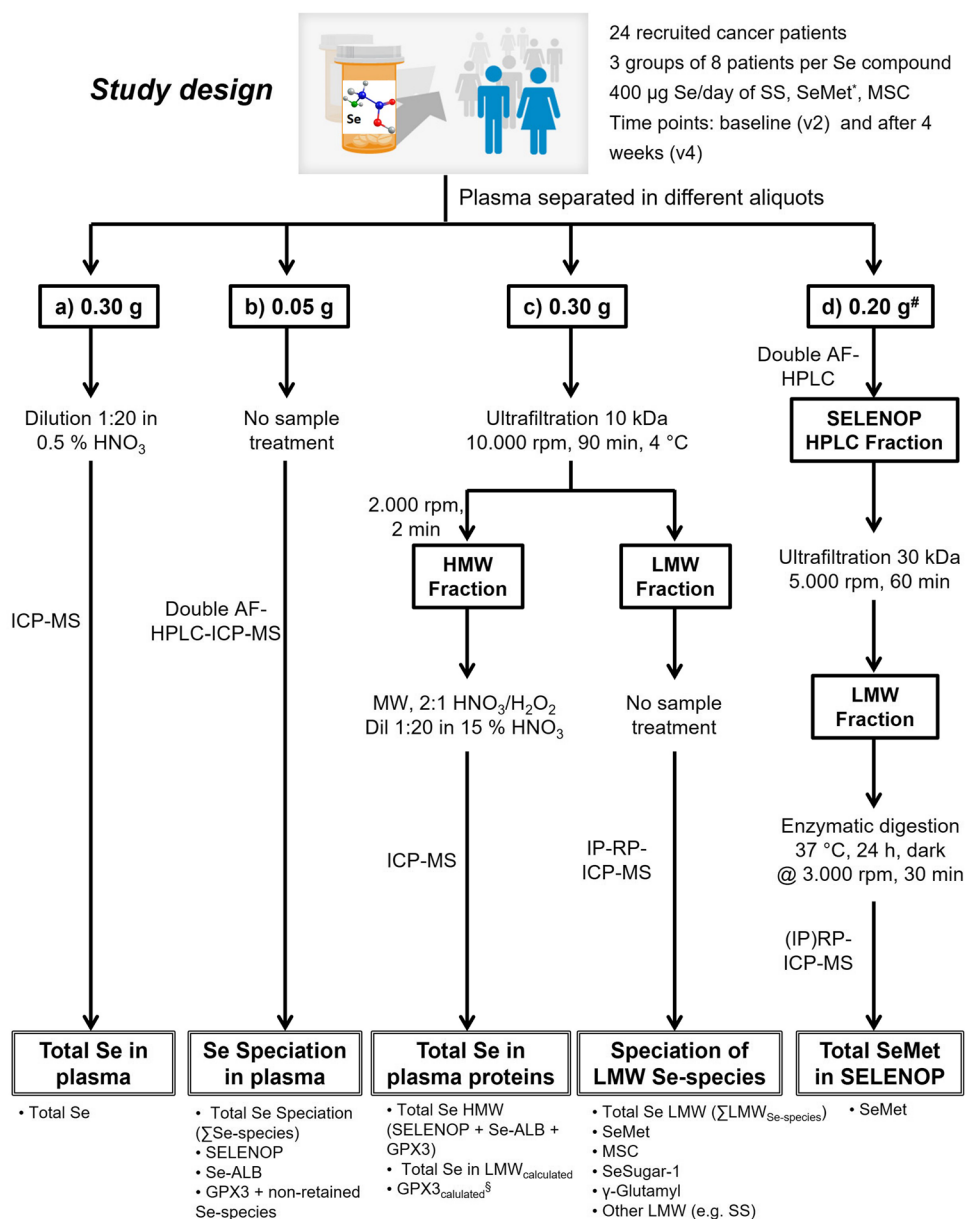 Study design
Se
24 recruited cancer patients
3 groups of 8 patients per Se compound
400 µg Se/day of SS, SeMet*, MSC
Time points: baseline (v2) and after 4
weeks (v4)
Plasma separated in different aliquots
a) 0.30 g
Dilution 1:20 in
0.5 % HNO₃
ICP-MS
Total Se in
plasma
• Total Se
b) 0.05 g
No sample
treatment
Double AF-
HPLC-ICP-MS
Se Speciation
in plasma
• Total Se Speciation
(∑Se-species)
• SELENOP
• Se-ALB
• GPX3 + non-retained
Se-species
c) 0.30 g
Ultrafiltration 10 kDa
10.000 rpm, 90 min, 4 °C
2.000 rpm,
2 min
HMW
Fraction
MW, 2:1 HNO₃/H₂O₂
Dil 1:20 in 15 % HNO₃
ICP-MS
Total Se in
plasma proteins
• Total Se HMW
(SELENOP + Se-ALB +
GPX3)
• Total Se in LMWcalculated
• GPX3calulated§
LMW
Fraction
No sample
treatment
IP-RP-
ICP-MS
Speciation of
LMW Se-species
• Total Se LMW (∑LMWSe-species)
• SeMet
• MSC
• SeSugar-1
• γ-Glutamyl
• Other LMW (e.g. SS)
d) 0.20 g#
Double AF-
HPLC
SELENOP
HPLC Fraction
Ultrafiltration 30 kDa
5.000 rpm, 60 min
LMW
Fraction
Enzymatic digestion
37 °C, 24 h, dark
@ 3.000 rpm, 30 min
(IP)RP-
ICP-MS
Total SeMet
in SELENOP
• SeMet